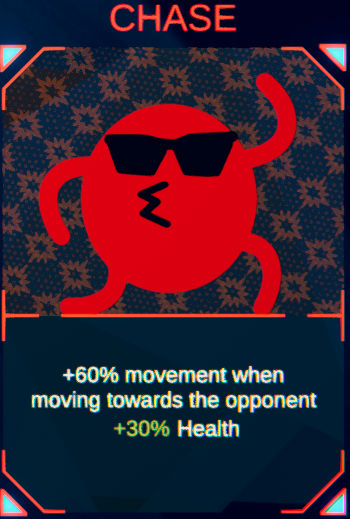 CHASE
+60% movement when
moving towards the opponent
+30% Health